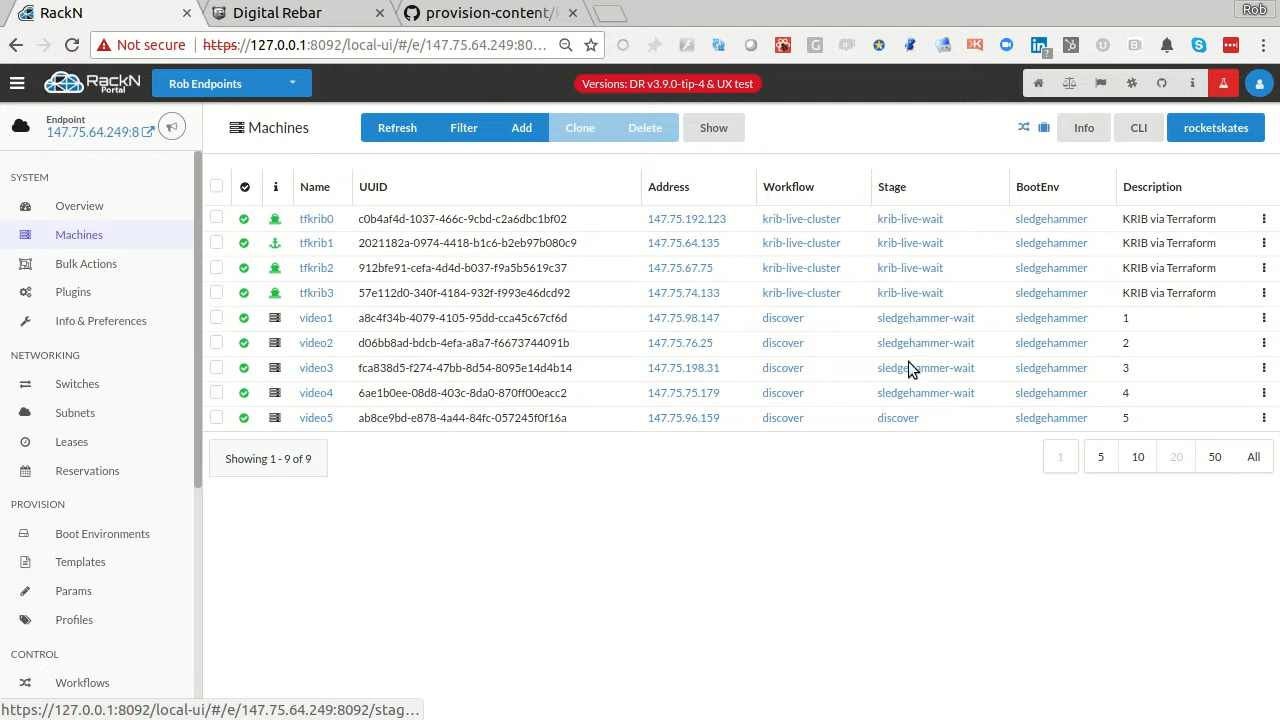 RackN
Digital Rebar
provision-content/
Rob
Not secure
https://127.0.0.1:8092/local-ui/#/e/147.75.64.249:80...
RackN
Portal
Rob Endpoints
Versions: DR v3.9.0-tip-4 & UX test
Endpoint
147.75.64.249:8
Machines
Refresh
Filter
Add
Clone
Delete
Show
Info
CLI
rocketskates
SYSTEM
Overview
Machines
Bulk Actions
Plugins
Info & Preferences
NETWORKING
Switches
Subnets
Leases
Reservations
PROVISION
Boot Environments
Templates
Params
Profiles
CONTROL
Workflows
Name UUID Address Workflow Stage BootEnv Description
tfkrib0 c0b4af4d-1037-466c-9cbd-c2a6dbc1bf02 147.75.192.123 krib-live-cluster krib-live-wait sledgehammer KRIB via Terraform
tfkrib1 2021182a-0974-4418-b1c6-b2eb97b080c9 147.75.64.135 krib-live-cluster krib-live-wait sledgehammer KRIB via Terraform
tfkrib2 912bfe91-cefa-4d4d-b037-f9a5b5619c37 147.75.67.75 krib-live-cluster krib-live-wait sledgehammer KRIB via Terraform
tfkrib3 57e112d0-340f-4184-932f-f993e46dcd92 147.75.74.133 krib-live-cluster krib-live-wait sledgehammer KRIB via Terraform
video1 a8c4f34b-4079-4105-95dd-cca45c67cf6d 147.75.98.147 discover sledgehammer-wait sledgehammer 1
video2 d06bb8ad-bdcb-4efa-a8a7-f6673744091b 147.75.76.25 discover sledgehammer-wait sledgehammer 2
video3 fca838d5-f274-47bb-8d54-8095e14d4b14 147.75.198.31 discover sledgehammer-wait sledgehammer 3
video4 6ae1b0ee-08d8-403c-8da0-870ff00eacc2 147.75.75.179 discover sledgehammer-wait sledgehammer 4
video5 ab8ce9bd-e878-4a44-84fc-057245f0f16a 147.75.96.159 discover discover sledgehammer 5
Showing 1 - 9 of 9
1
5
10
20
50
All
https://127.0.0.1:8092/local-ui/#/e/147.75.64.249:8092/stag...